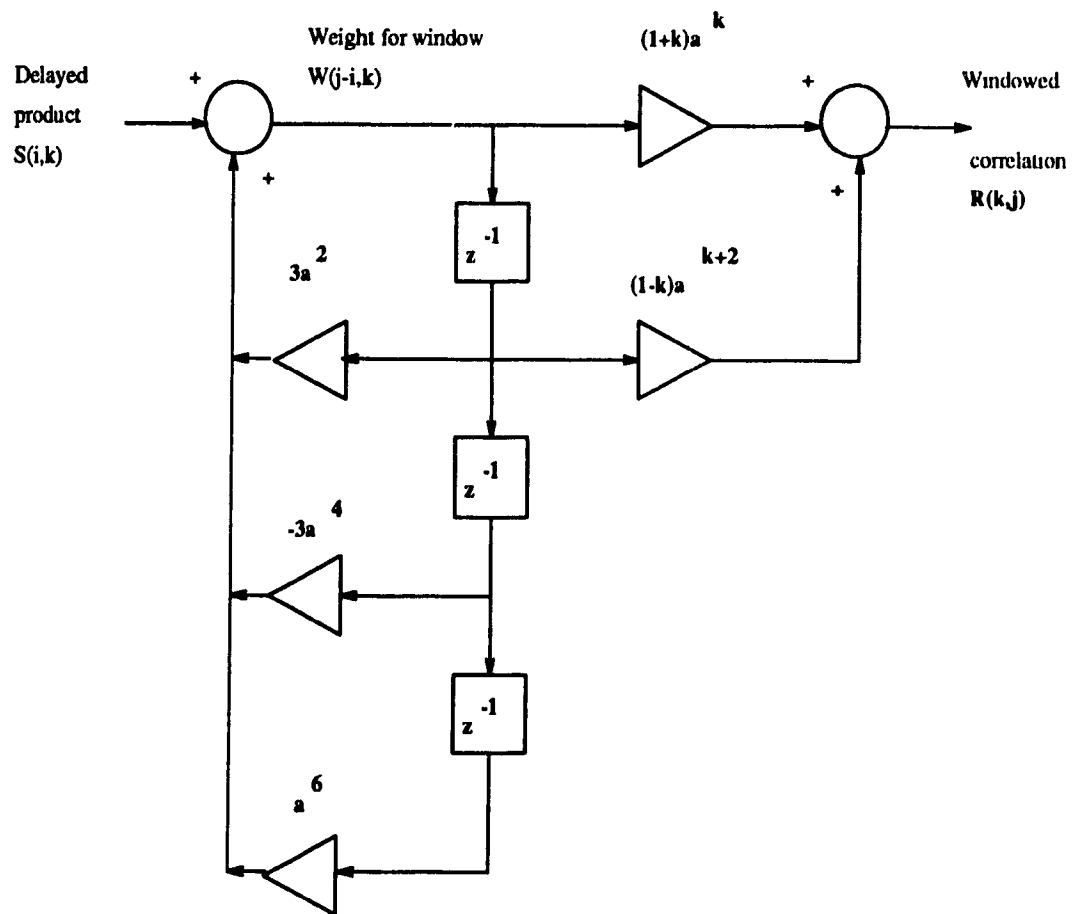 Weight for window
W(j-i,k)
(1+k)a^k
Delayed
product
S(i,k)
+
+
Windowed
correlation
R(k,j)
+
+
z^-1
3a^2
(1-k)a^k+2
z^-1
-3a^4
z^-1
a^6